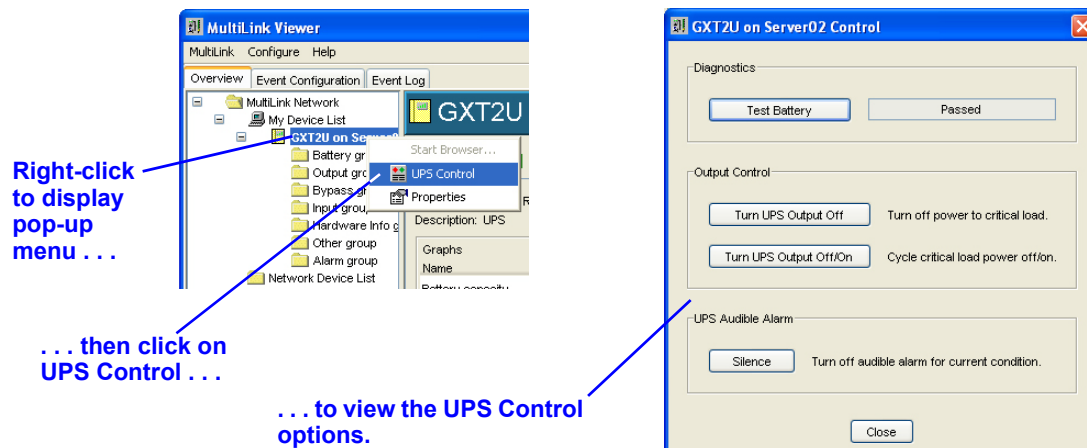 MultiLink Viewer
MultiLink Configure Help
Overview Event Configuration Event Log
MultiLink Network
My Device List
GXT2U on
GXT2U
Battery
Output
Bypass
Input
Hardware Info
Other group
Alarm group
Network Device List
Start Browser...
UPS Control
Properties
Description: UPS
Graphs
Name
Battery capacity
Right-click
to display
pop-up
menu . . .
. . . then click on
UPS Control . . .
. . . to view the UPS Control
options.
GXT2U on Server02 Control
Diagnostics
Test Battery Passed
Output Control
Turn UPS Output Off Turn off power to critical load.
Turn UPS Output Off/On Cycle critical load power off/on.
UPS Audible Alarm
Silence Turn off audible alarm for current condition.
Close